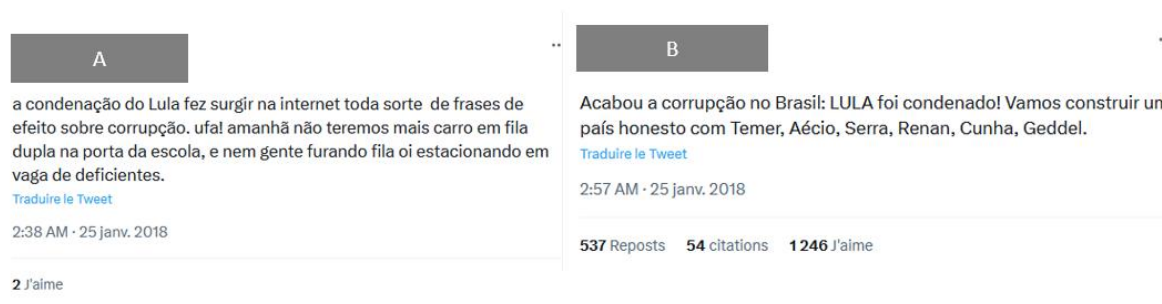 A
a condenação do Lula fez surgir na internet toda sorte de frases de
efeito sobre corrupção. ufa! amanhã não teremos mais carro em fila
dupla na porta da escola, e nem gente furando fila oi estacionando em
vaga de deficientes.
Traduire le Tweet
2:38 AM · 25 janv. 2018
2 J'aime
B
Acabou a corrupção no Brasil: LULA foi condenado! Vamos construir um
país honesto com Temer, Aécio, Serra, Renan, Cunha, Geddel.
Traduire le Tweet
2:57 AM · 25 janv. 2018
537 Reposts 54 citations 1 246 J'aime